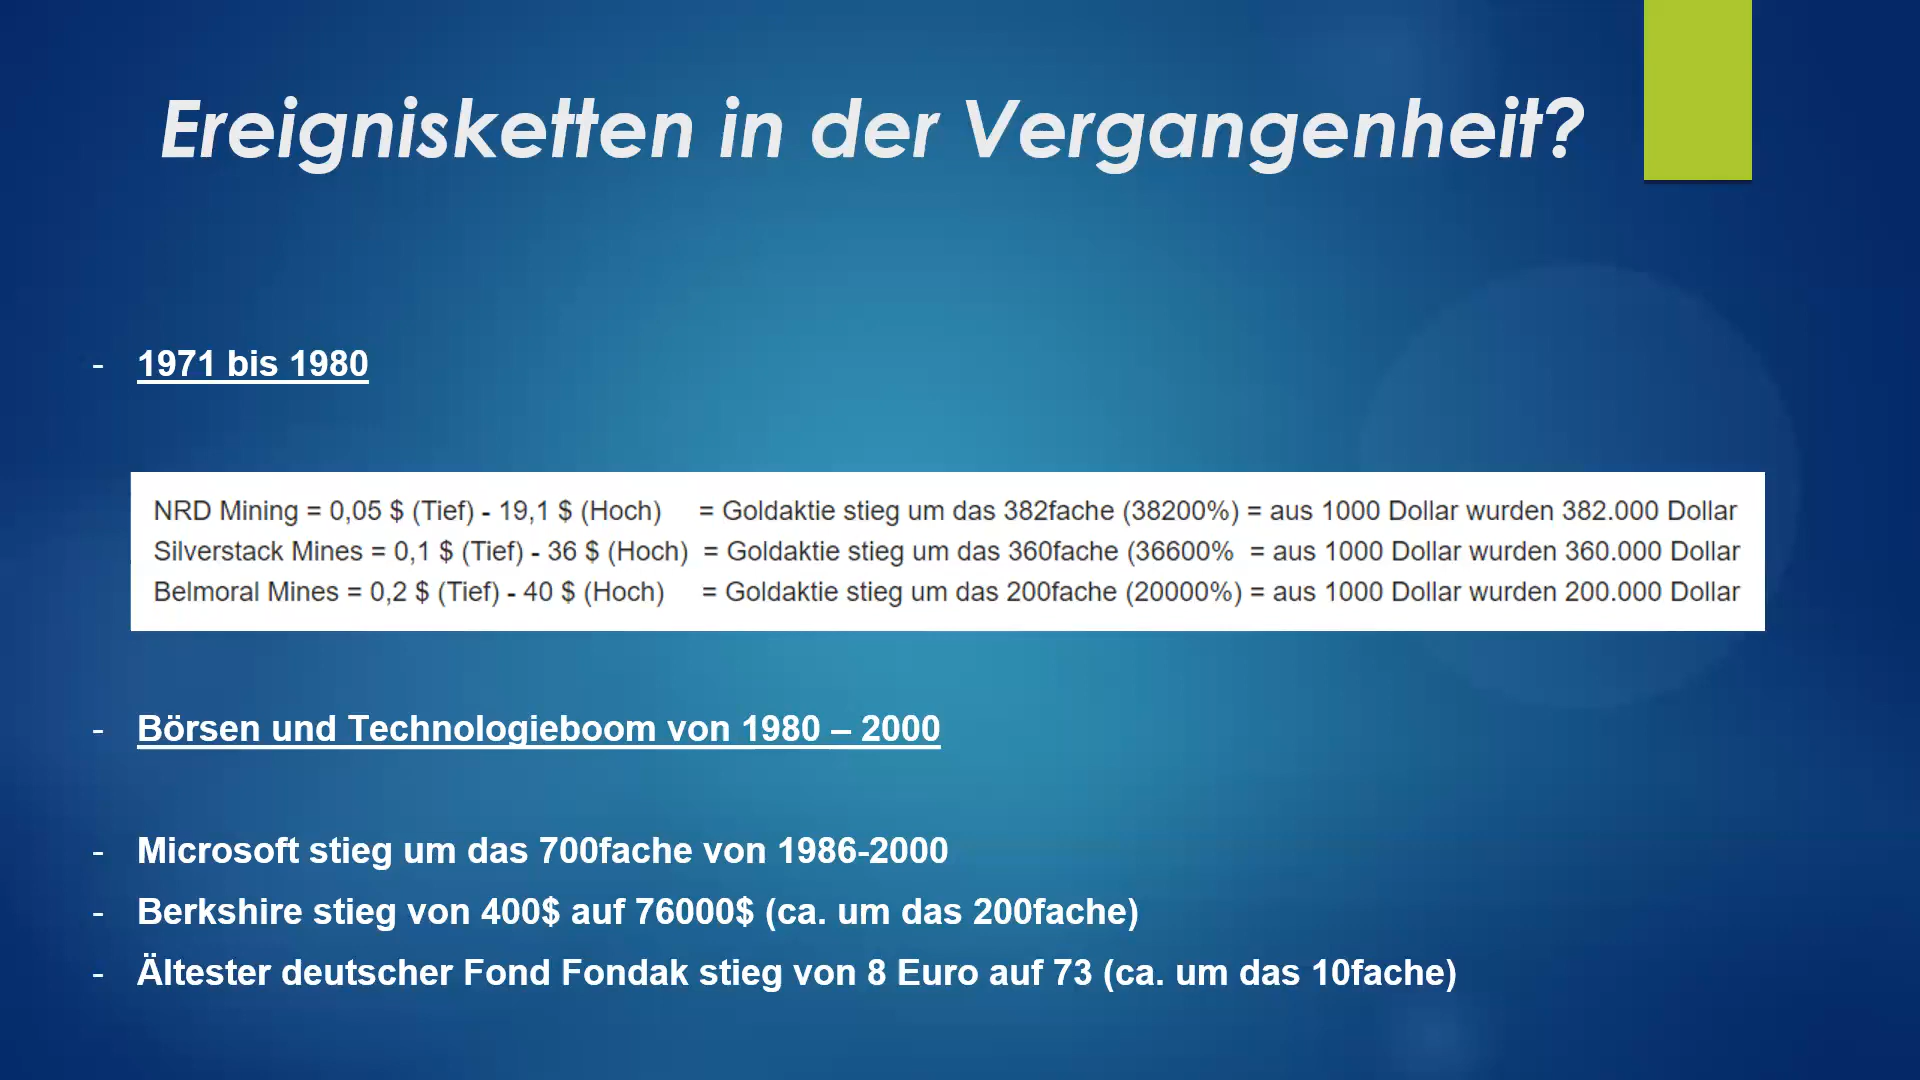 Ereignisketten in der Vergangenheit?
- 1971 bis 1980
NRD Mining = 0,05 $ (Tief) - 19,1 $ (Hoch) = Goldaktie stieg um das 382fache (38200%) = aus 1000 Dollar wurden 382.000 Dollar
Silverstack Mines = 0,1 $ (Tief) - 36 $ (Hoch) = Goldaktie stieg um das 360fache (36600% = aus 1000 Dollar wurden 360.000 Dollar
Belmoral Mines = 0,2 $ (Tief) - 40 $ (Hoch) = Goldaktie stieg um das 200fache (20000%) = aus 1000 Dollar wurden 200.000 Dollar
- Börsen und Technologieboom von 1980 – 2000
- Microsoft stieg um das 700fache von 1986-2000
- Berkshire stieg von 400$ auf 76000$ (ca. um das 200fache)
- Ältester deutscher Fond Fondak stieg von 8 Euro auf 73 (ca. um das 10fache)